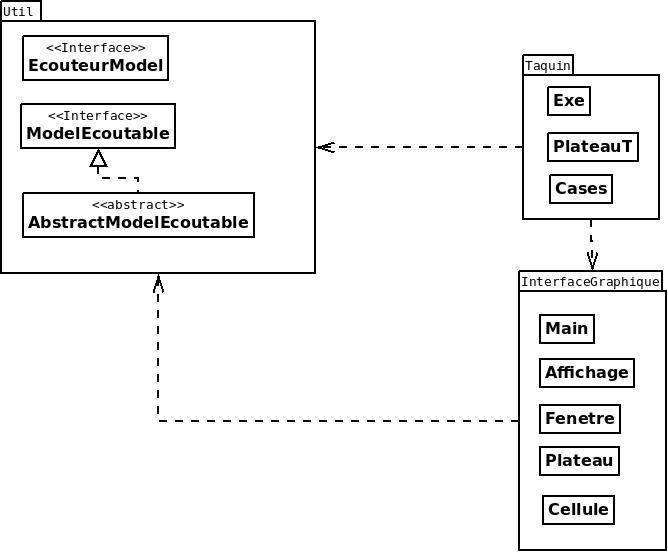 Util
<<Interface>>
EcouteurModel
<<Interface>>
ModelEcoutable
<<abstract>>
AbstractModelEcoutable
Taquin
Exe
PlateauT
Cases
InterfaceGraphique
Main
Affichage
Fenetre
Plateau
Cellule